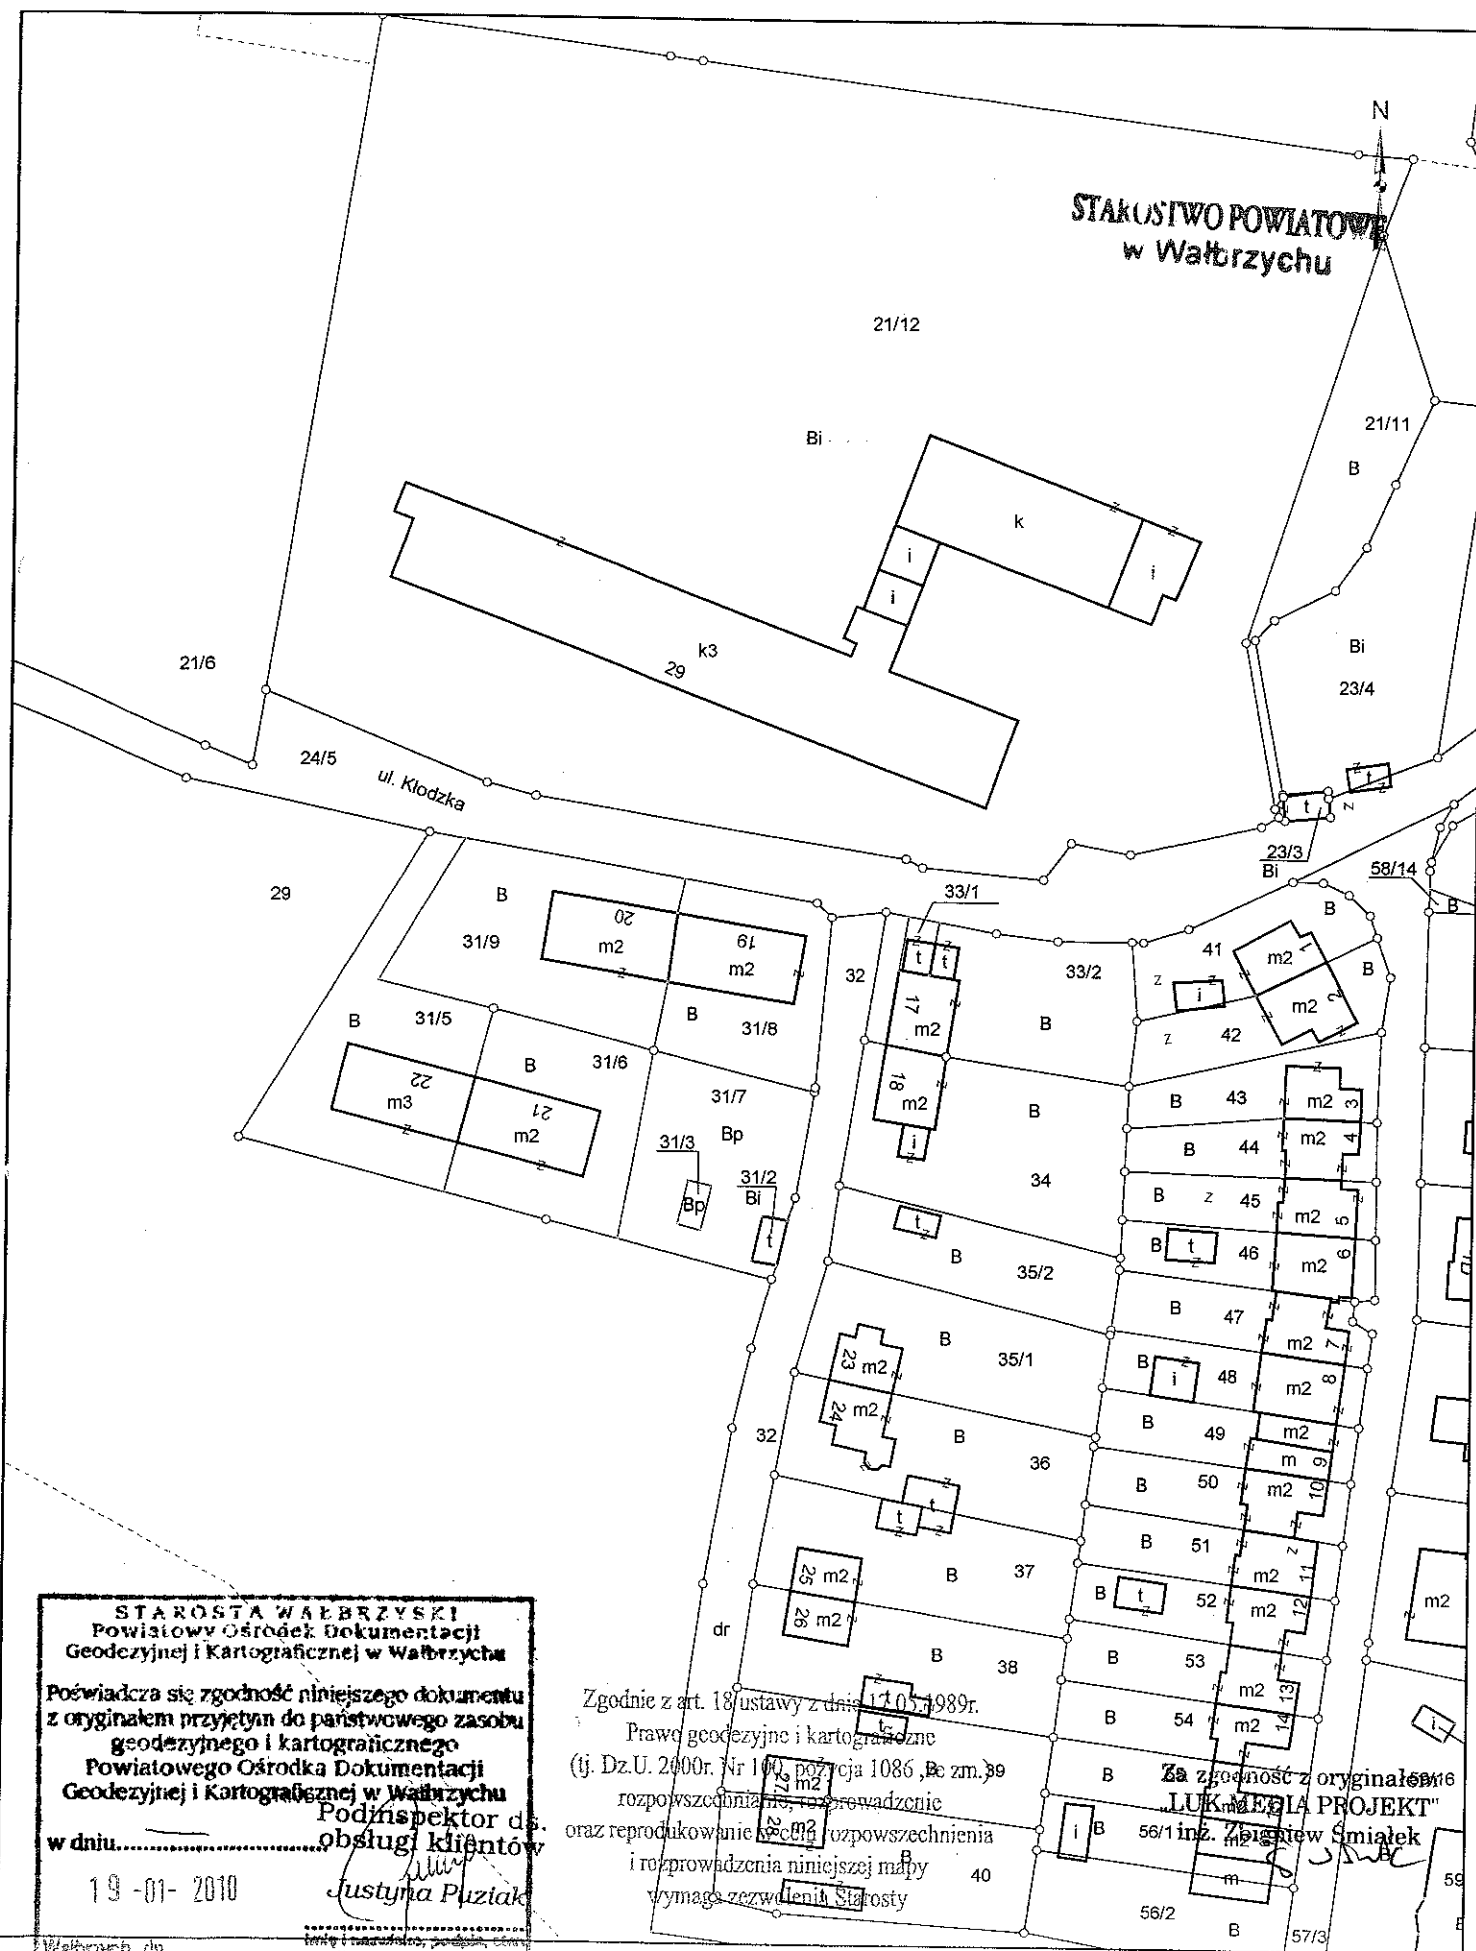 N
STAROSTWO POWIATOWE
w Wałbrzychu
21/12
21/11
B
Bi
k
i
i
i
k3
29
21/6
Bi
23/4
24/5
ul. Kłodzka
t
t
23/3
Bi
58/14
B
29
B
31/9
20
m2
19
m2
B
31/8
33/1
t
t
32
17
m2
33/2
B
41
B
m2
1
i
B
m2
2
z
42
B
31/5
B
31/6
22
m3
21
m2
31/7
Bp
31/3
Bp
31/2
Bi
t
18
m2
i
B
34
B
43
m2
3
B
44
m2
4
B
z
45
m2
5
B
t
46
m2
6
t
B
35/2
B
47
m2
7
B
35/1
23
m2
B
i
48
m2
8
24
m2
B
36
B
49
m2
m
9
32
B
50
m2
10
t
t
B
37
B
51
m2
11
25
m2
26
m2
B
t
52
m2
12
m2
dr
B
38
B
53
m2
13
B
54
m2
14
i
t
B
39
B
27
m2
28
m2
B
40
i
B
56/1
m
56/2
B
57/3
59
STAROSTA WAŁBRZYSKI
Powiatowy Ośrodek Dokumentacji
Geodezyjnej i Kartograficznej w Wałbrzychu
Poświadcza się zgodność niniejszego dokumentu
z oryginałem przyjętym do państwowego zasobu
geodezyjnego i kartograficznego
Powiatowego Ośrodka Dokumentacji
Geodezyjnej i Kartograficznej w Wałbrzychu
Podinspektor ds.
obsługi klientów
w dniu
19 -01- 2010
Justyna Puziak
Zgodnie z art. 18 ustawy z dnia 17.05.1989r.
Prawo geodezyjne i kartograficzne
(tj. Dz.U. 2000r. Nr 100, pozycja 1086 ,ze zm.)
rozpowszechnianie, rozprowadzenie
oraz reprodukowanie w celu rozpowszechnienia
i rozprowadzenia niniejszej mapy
wymaga zezwolenia Starosty
Za zgodność z oryginałem
"LUK MEDIA PROJEKT"
inż. Zbigniew Śmiałek